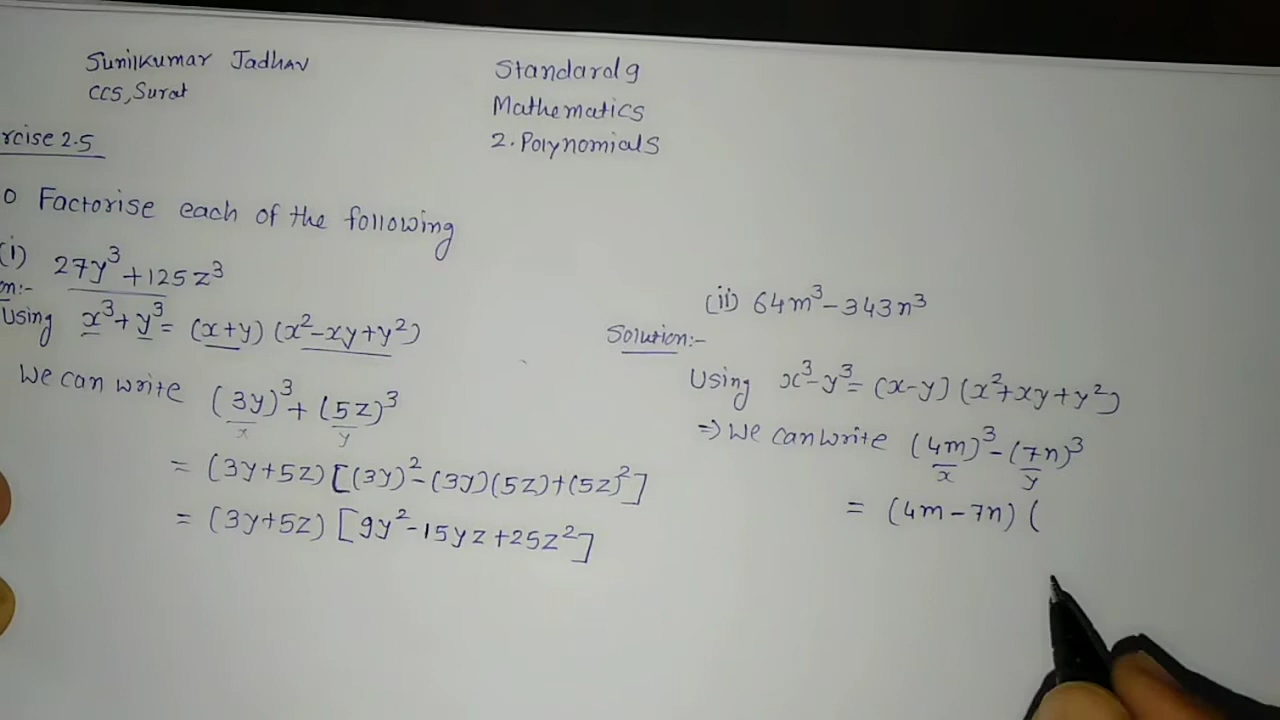 Sunilkumar Jadhav
CCS, Surat
Standard 9
Mathematics
2. Polynomials
rcise 2.5
0 Factorise each of the following
(i) 27y³+125z³
on:-
Using x³+y³= (x+y) (x²-xy+y²)
We can write (3y)³+(5z)³
x y
= (3y+5z) [(3y)²-(3y)(5z)+(5z)²]
= (3y+5z) [9y²-15yz+25z²]
(ii) 64m³-343n³
Solution:-
Using x³-y³= (x-y) (x²+xy+y²)
⇒ We can write (4m)³-(7n)³
x y
= (4m-7n) (